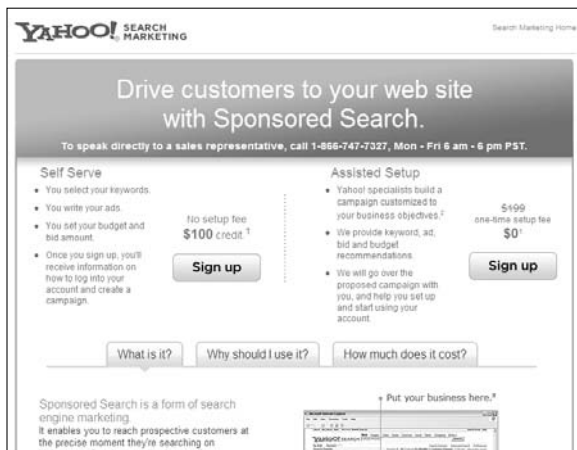 YAHOO! SEARCH MARKETING
Search Marketing Home
Drive customers to your web site
with Sponsored Search.
To speak directly to a sales representative, call 1-866-747-7327, Mon - Fri 6 am - 6 pm PST.
Self Serve
• You select your keywords.
• You write your ads.
• You set your budget and
bid amount.
• Once you sign up, you'll
receive information on
how to log into your
account and create a
campaign.
No setup fee
$100 credit.1
Sign up
Assisted Setup
• Yahoo! specialists build a
campaign customized to
your business objectives.2
• We provide keyword, ad,
bid and budget
recommendations.
• We will go over the
proposed campaign with
you, and help you set up
and start using your
account.
$199
one-time setup fee
$01
Sign up
What is it?
Why should I use it?
How much does it cost?
Sponsored Search is a form of search
engine marketing.
It enables you to reach prospective customers at
the precise moment they're searching on
Put your business here.
YAHOO!